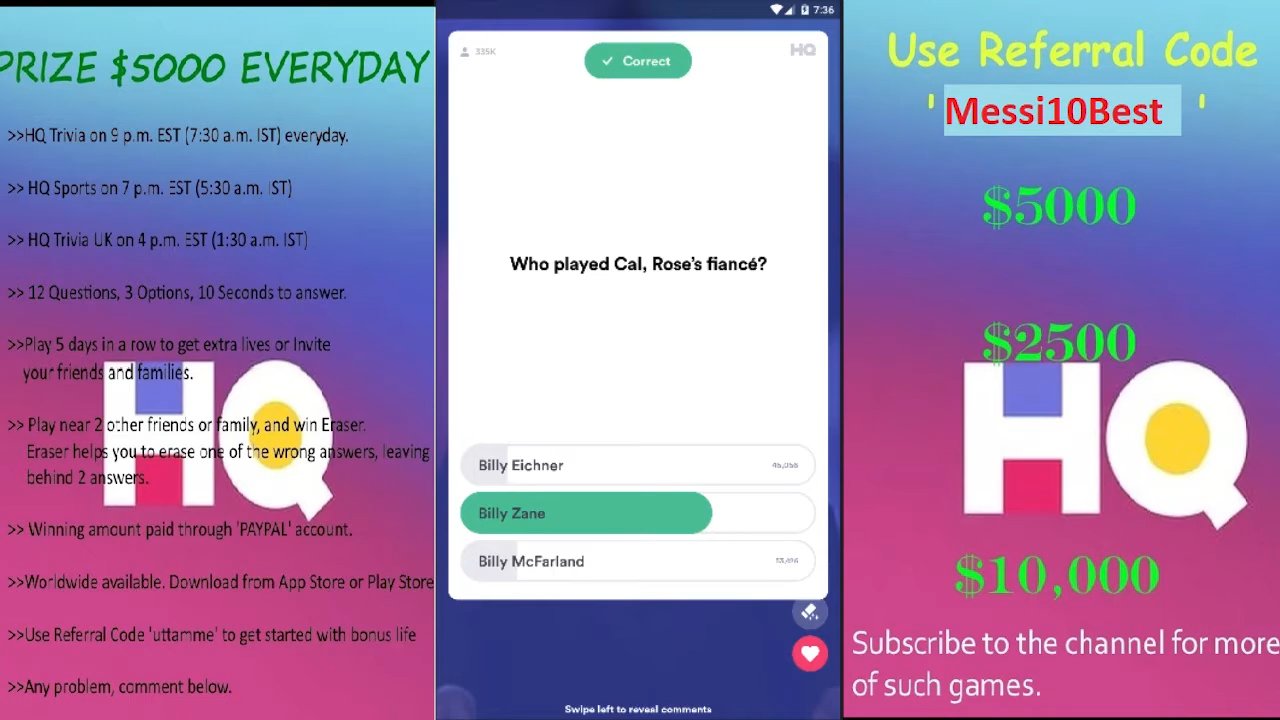 PRIZE $5000 EVERYDAY
>>HQ Trivia on 9 p.m. EST (7:30 a.m. IST) everyday.
>> HQ Sports on 7 p.m. EST (5:30 a.m. IST)
>> HQ Trivia UK on 4 p.m. EST (1:30 a.m. IST)
>> 12 Questions, 3 Options, 10 Seconds to answer.
>>Play 5 days in a row to get extra lives or Invite
your friends and families.
>> Play near 2 other friends or family, and win Eraser.
Eraser helps you to erase one of the wrong answers, leaving
behind 2 answers.
>> Winning amount paid through 'PAYPAL' account.
>>Worldwide available. Download from App Store or Play Store
>>Use Referral Code 'uttamme' to get started with bonus life
>>Any problem, comment below.
HQ
7:36
335K
Correct
HQ
Who played Cal, Rose's fiancé?
Billy Eichner
Billy Zane
Billy McFarland
Swipe left to reveal comments
Use Referral Code
' Messi10Best '
$5000
$2500
HQ
$10,000
Subscribe to the channel for more
of such games.